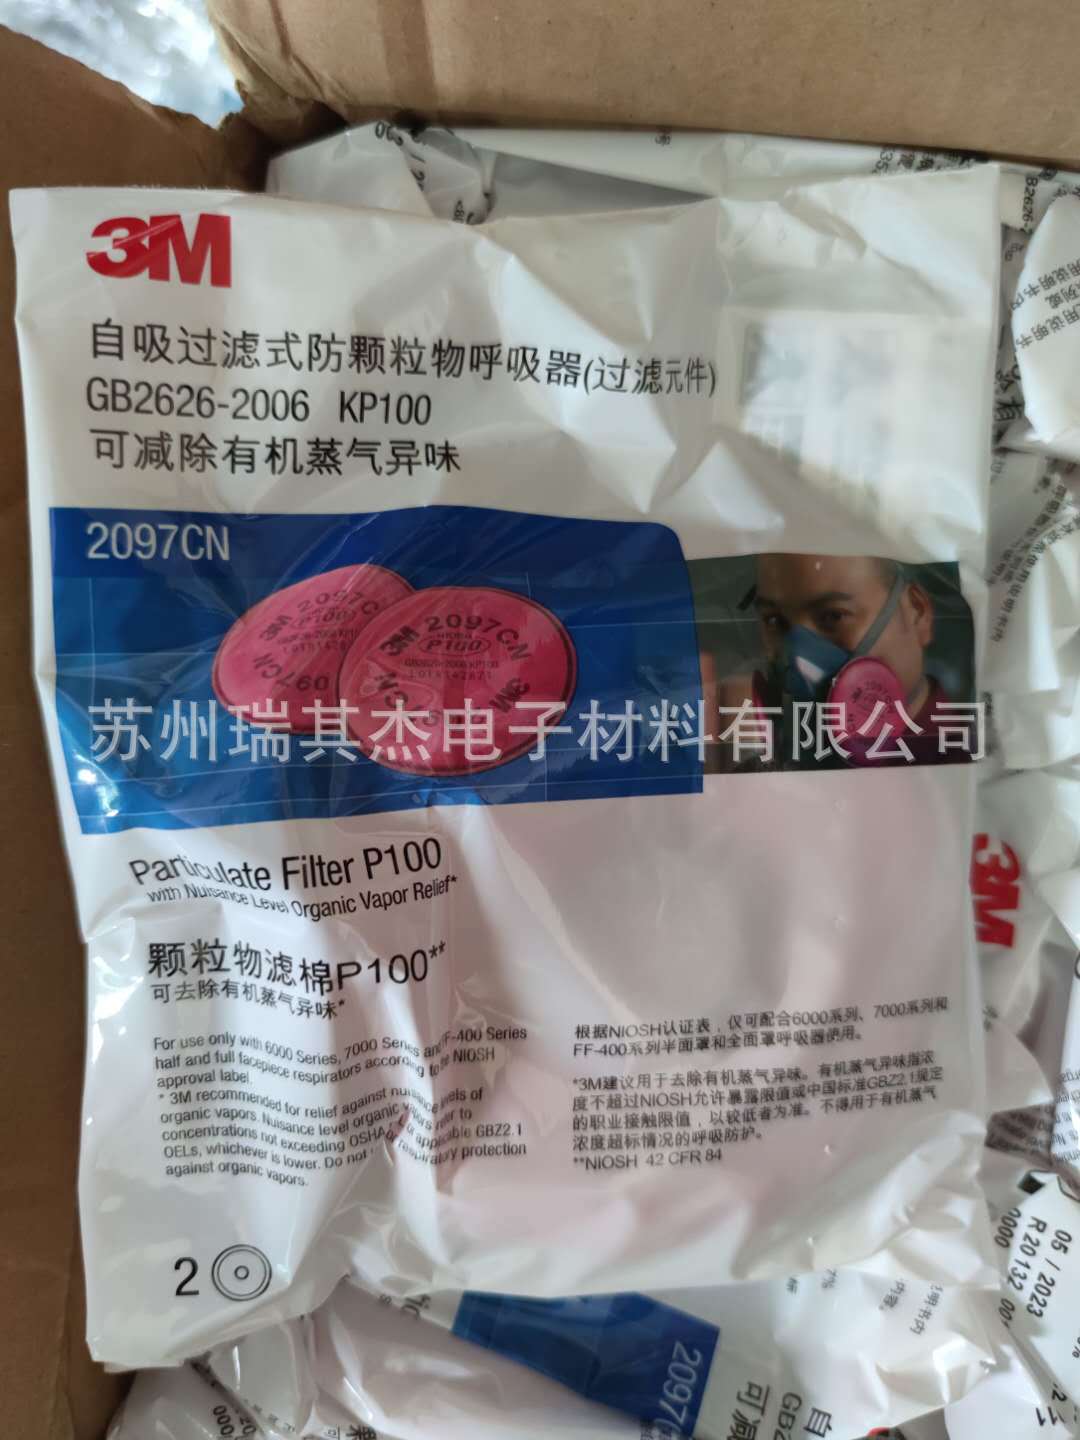 3M
自吸过滤式防颗粒物呼吸器(过滤元件)
GB2626-2006 KP100
可减除有机蒸气异味
2097CN
3M 2097CN
P100
3M 2097CN
NIOSH
P100
GB2626-2006 KP100
苏州瑞其杰电子材料有限公司
Particulate Filter P100
with Nuisance Level Organic Vapor Relief*
颗粒物滤棉P100**
可去除有机蒸气异味*
For use only with 6000 Series, 7000 Series and FF-400 Series
half and full facepiece respirators according to the NIOSH
approval label.
* 3M recommended for relief against nuisance levels of
organic vapors. Nuisance level organic vapors refer to
concentrations not exceeding OSHA or applicable GBZ2.1
OELs, whichever is lower. Do not respiratory protection
against organic vapors.
根据NIOSH认证表，仅可配合6000系列、7000系列和
FF-400系列半面罩和全面罩呼吸器使用。
*3M建议用于去除有机蒸气异味。有机蒸气异味指浓
度不超过NIOSH允许暴露限值或中国标准GBZ2.1规定
的职业接触限值，以较低者为准。不得用于有机蒸气
浓度超标情况的呼吸防护。
**NIOSH 42 CFR 84
2
3M
05 / 2023
R 20132
2097